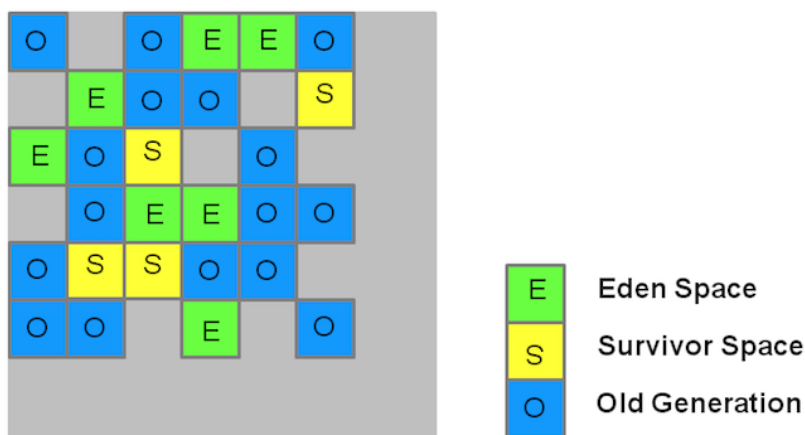 O O E E O
E O O S
E O S O
O E E O O
O S S O O
O O E O
E Eden Space
S Survivor Space
O Old Generation